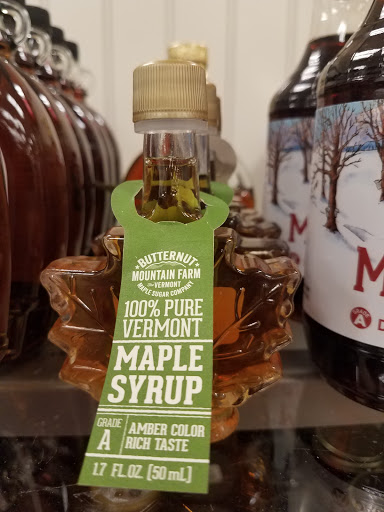 BUTTERNUT
MOUNTAIN FARM
VERMONT
MAPLE SUGAR COMPANY
100% PURE
VERMONT
MAPLE
SYRUP
GRADE
A
AMBER COLOR
RICH TASTE
1.7 FL. OZ. [50 mL]
M
A
D